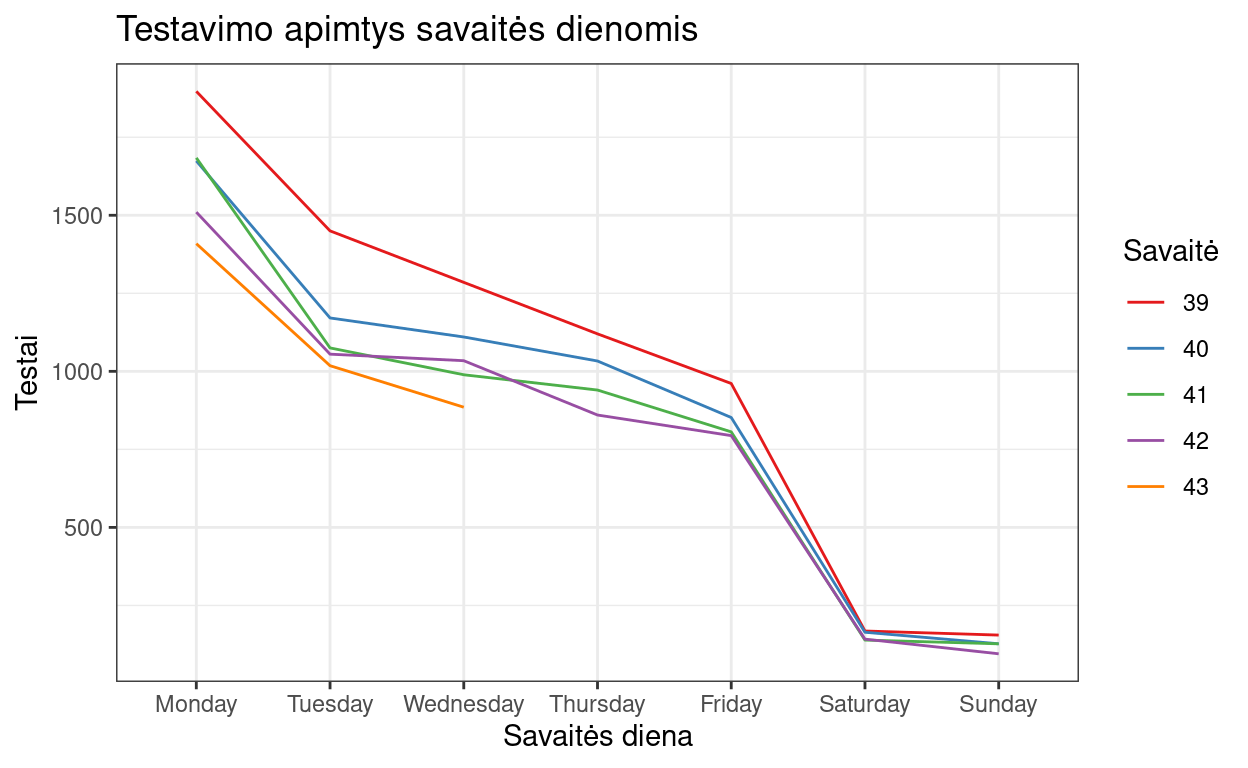 Testavimo apimtys savaitės dienomis
Testai
1500
1000
500
Monday Tuesday Wednesday Thursday Friday Saturday Sunday
Savaitės diena
Savaitė
39
40
41
42
43